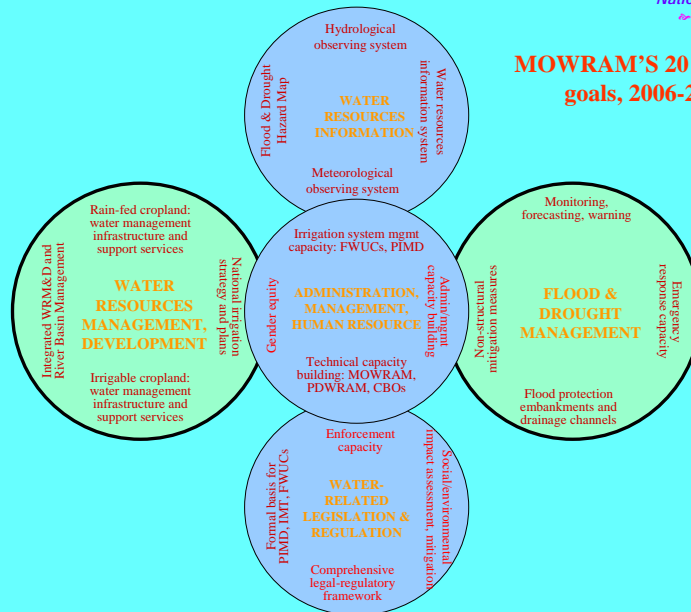 Natio
MOWRAM'S 20
goals, 2006-2
Hydrological
observing system
Flood & Drought
Hazard Map
WATER
RESOURCES
INFORMATION
Water resources
information system
Meteorological
observing system
Rain-fed cropland:
water management
infrastructure and
support services
Integrated WRM&D and
River Basin Management
WATER
RESOURCES
MANAGEMENT,
DEVELOPMENT
National irrigation
strategy and plans
Irrigable cropland:
water management
infrastructure and
support services
Irrigation system mgmt
capacity: FWUCs, PIMD
Gender equity
ADMINISTRATION,
MANAGEMENT,
HUMAN RESOURCE
Admin/mgmt
capacity building
Technical capacity
building: MOWRAM,
PDWRAM, CBOs
Monitoring,
forecasting, warning
Non-structural
mitigation measures
FLOOD &
DROUGHT
MANAGEMENT
Emergency
response capacity
Flood protection
embankments and
drainage channels
Enforcement
capacity
Formal basis for
PIMD, IMT, FWUCs
WATER-
RELATED
LEGISLATION &
REGULATION
Social/environmental
impact assessment, mitigation
Comprehensive
legal-regulatory
framework